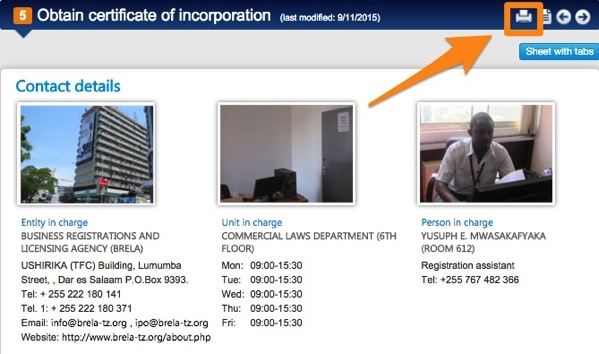 5 Obtain certificate of incorporation (last modified: 9/11/2015)
Sheet with tabs
Contact details
Entity in charge
BUSINESS REGISTRATIONS AND
LICENSING AGENCY (BRELA)
USHIRIKA (TFC) Building, Lumumba
Street, , Dar es Salaam P.O.Box 9393.
Tel: + 255 222 180 141
Tel. 1: + 255 222 180 371
Email: info@brela-tz.org , ipo@brela-tz.org
Website: http://www.brela-tz.org/about.php
Unit in charge
COMMERCIAL LAWS DEPARTMENT (6TH
FLOOR)
Mon: 09:00-15:30
Tue: 09:00-15:30
Wed: 09:00-15:30
Thu: 09:00-15:30
Fri: 09:00-15:30
Person in charge
YUSUPH E. MWASAKAFYAKA
(ROOM 612)
Registration assistant
Tel: +255 767 482 366